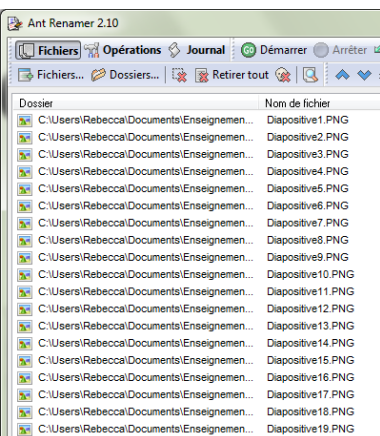 Ant Renamer 2.10
Fichiers Opérations Journal Démarrer Arrêter
Fichiers... Dossiers... Retirer tout
Dossier Nom de fichier
C:\Users\Rebecca\Documents\Enseignemen... Diapositive1.PNG
C:\Users\Rebecca\Documents\Enseignemen... Diapositive2.PNG
C:\Users\Rebecca\Documents\Enseignemen... Diapositive3.PNG
C:\Users\Rebecca\Documents\Enseignemen... Diapositive4.PNG
C:\Users\Rebecca\Documents\Enseignemen... Diapositive5.PNG
C:\Users\Rebecca\Documents\Enseignemen... Diapositive6.PNG
C:\Users\Rebecca\Documents\Enseignemen... Diapositive7.PNG
C:\Users\Rebecca\Documents\Enseignemen... Diapositive8.PNG
C:\Users\Rebecca\Documents\Enseignemen... Diapositive9.PNG
C:\Users\Rebecca\Documents\Enseignemen... Diapositive10.PNG
C:\Users\Rebecca\Documents\Enseignemen... Diapositive11.PNG
C:\Users\Rebecca\Documents\Enseignemen... Diapositive12.PNG
C:\Users\Rebecca\Documents\Enseignemen... Diapositive13.PNG
C:\Users\Rebecca\Documents\Enseignemen... Diapositive14.PNG
C:\Users\Rebecca\Documents\Enseignemen... Diapositive15.PNG
C:\Users\Rebecca\Documents\Enseignemen... Diapositive16.PNG
C:\Users\Rebecca\Documents\Enseignemen... Diapositive17.PNG
C:\Users\Rebecca\Documents\Enseignemen... Diapositive18.PNG
C:\Users\Rebecca\Documents\Enseignemen... Diapositive19.PNG